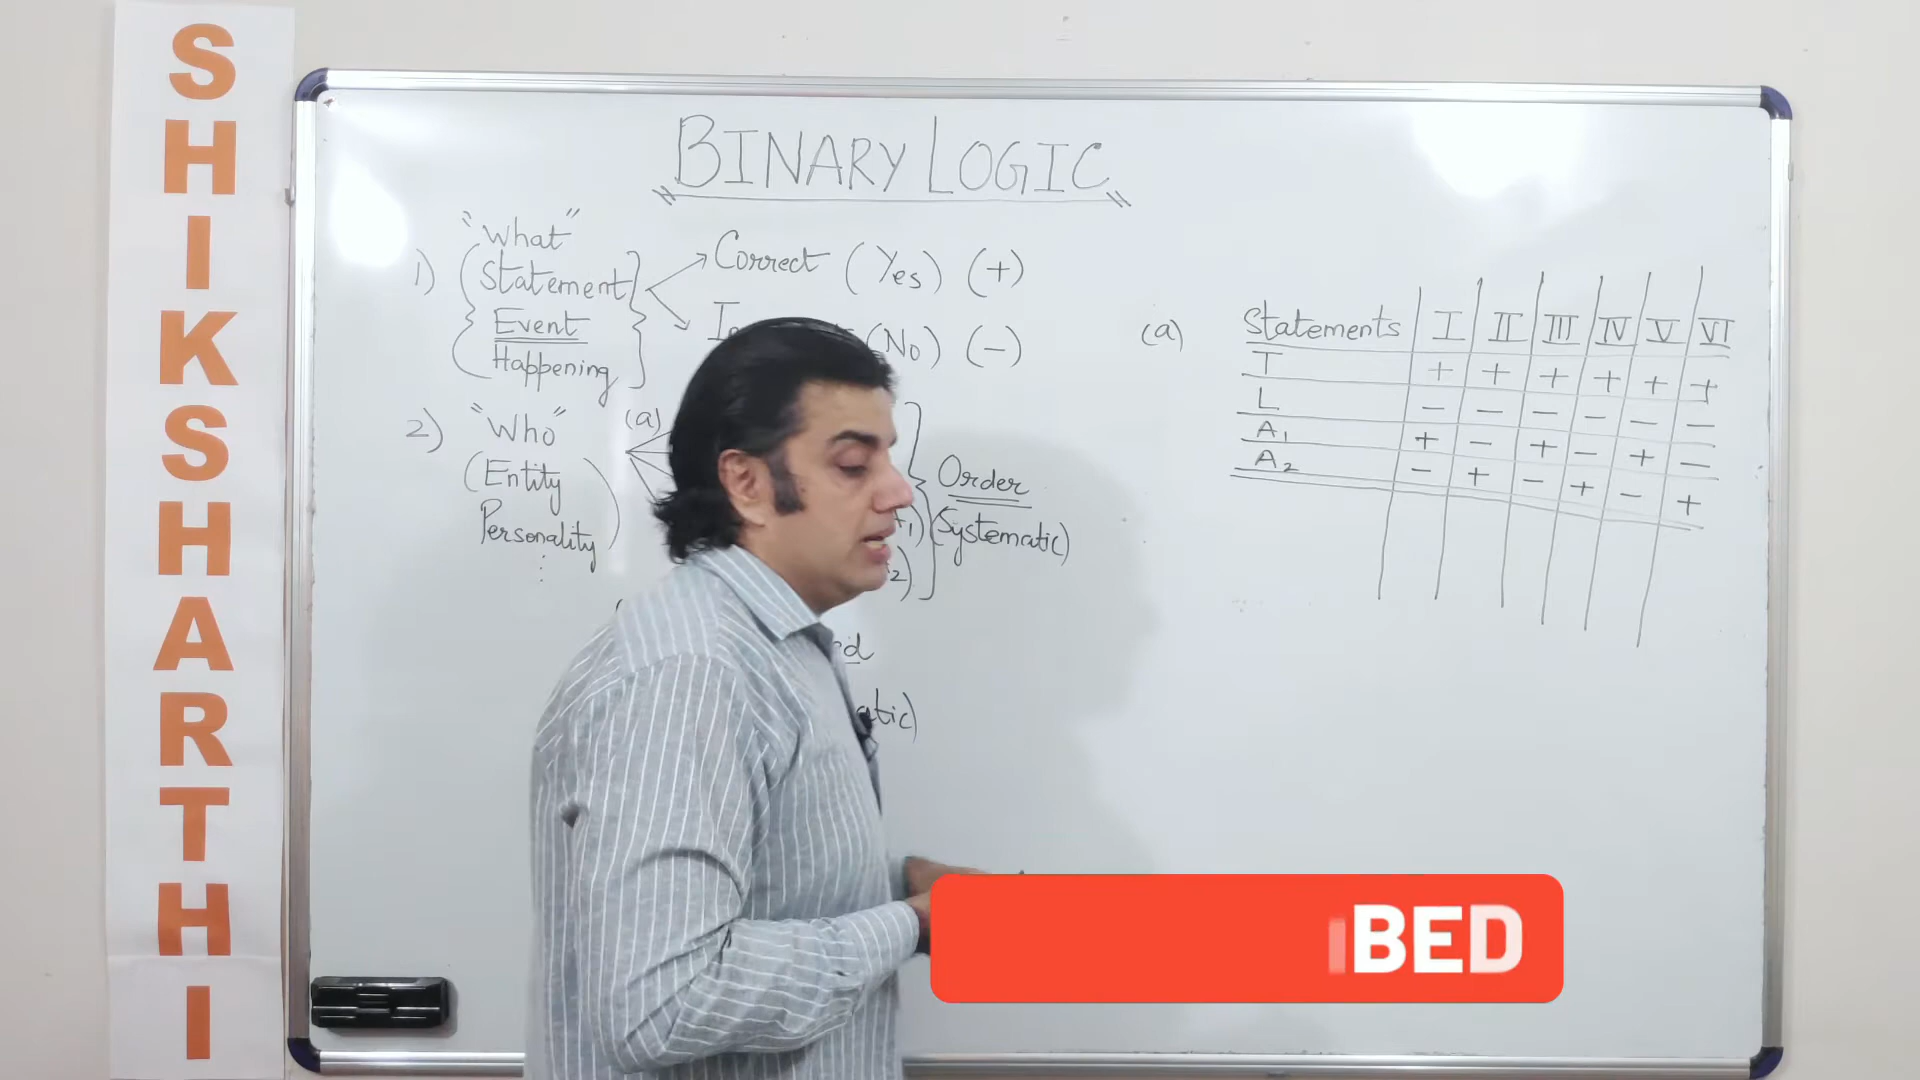 SHIKSHARTHI
BINARY LOGIC
"What"
1) (Statement
Event
Happening
Correct (Yes) (+)
(No) (-)
2) "Who"
(Entity
Personality)
(a)
Order
(Systematic)
(a) Statements I II III IV V VI
T + + + + + +
L - - - - - -
A1 + - + - + -
A2 - + - + - +
BED